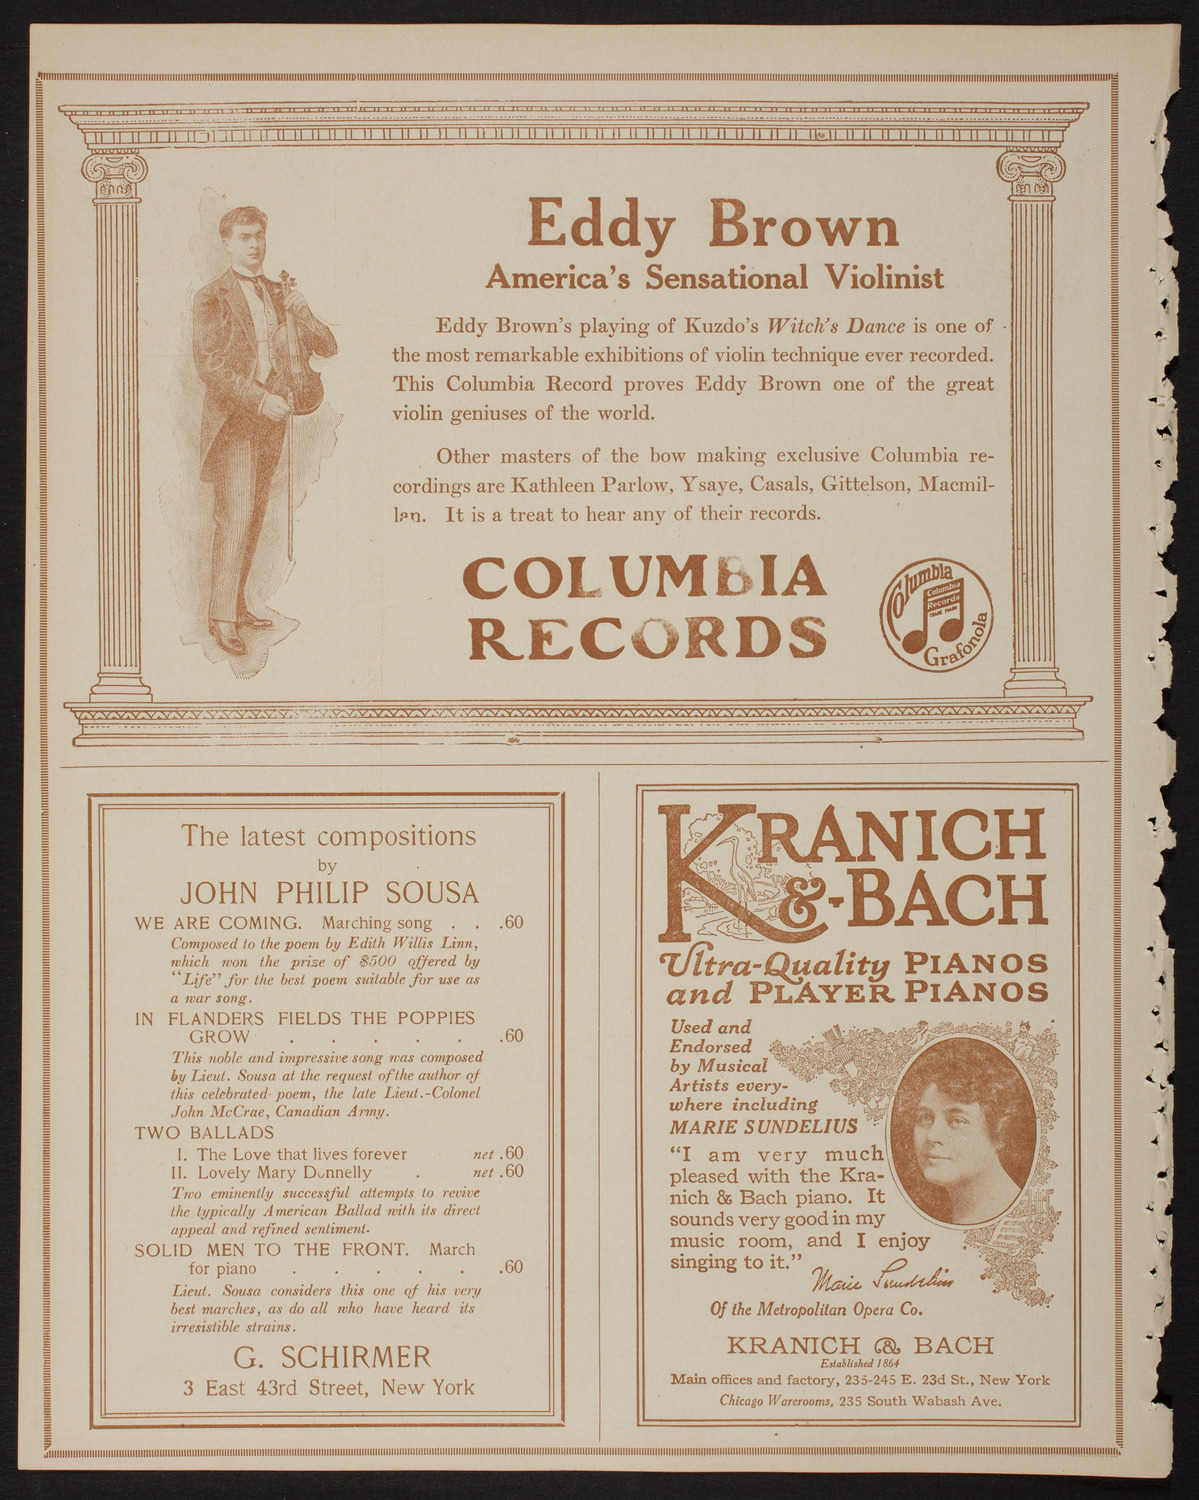 Eddy Brown
America's Sensational Violinist
Eddy Brown's playing of Kuzdo's Witch's Dance is one of
the most remarkable exhibitions of violin technique ever recorded.
This Columbia Record proves Eddy Brown one of the great
violin geniuses of the world.
Other masters of the bow making exclusive Columbia re-
cordings are Kathleen Parlow, Ysaye, Casals, Gittelson, Macmil-
lan. It is a treat to hear any of their records.
COLUMBIA
RECORDS
Columbia
Columbia
Records
TRADE MARK
Grafonola
The latest compositions
by
JOHN PHILIP SOUSA
WE ARE COMING. Marching song . . .60
Composed to the poem by Edith Willis Linn,
which won the prize of $500 offered by
"Life" for the best poem suitable for use as
a war song.
IN FLANDERS FIELDS THE POPPIES
GROW . . . . . .60
This noble and impressive song was composed
by Lieut. Sousa at the request of the author of
this celebrated poem, the late Lieut.-Colonel
John McCrae, Canadian Army.
TWO BALLADS
I. The Love that lives forever net .60
II. Lovely Mary Donnelly . net .60
Two eminently successful attempts to revive
the typically American Ballad with its direct
appeal and refined sentiment.
SOLID MEN TO THE FRONT. March
for piano . . . . . .60
Lieut. Sousa considers this one of his very
best marches, as do all who have heard its
irresistible strains.
G. SCHIRMER
3 East 43rd Street, New York
KRANICH
&-BACH
Ultra-Quality PIANOS
and PLAYER PIANOS
Used and
Endorsed
by Musical
Artists every-
where including
MARIE SUNDELIUS
"I am very much
pleased with the Kra-
nich & Bach piano. It
sounds very good in my
music room, and I enjoy
singing to it."
Marie Sundelius
Of the Metropolitan Opera Co.
KRANICH & BACH
Established 1864
Main offices and factory, 235-245 E. 23d St., New York
Chicago Warerooms, 235 South Wabash Ave.